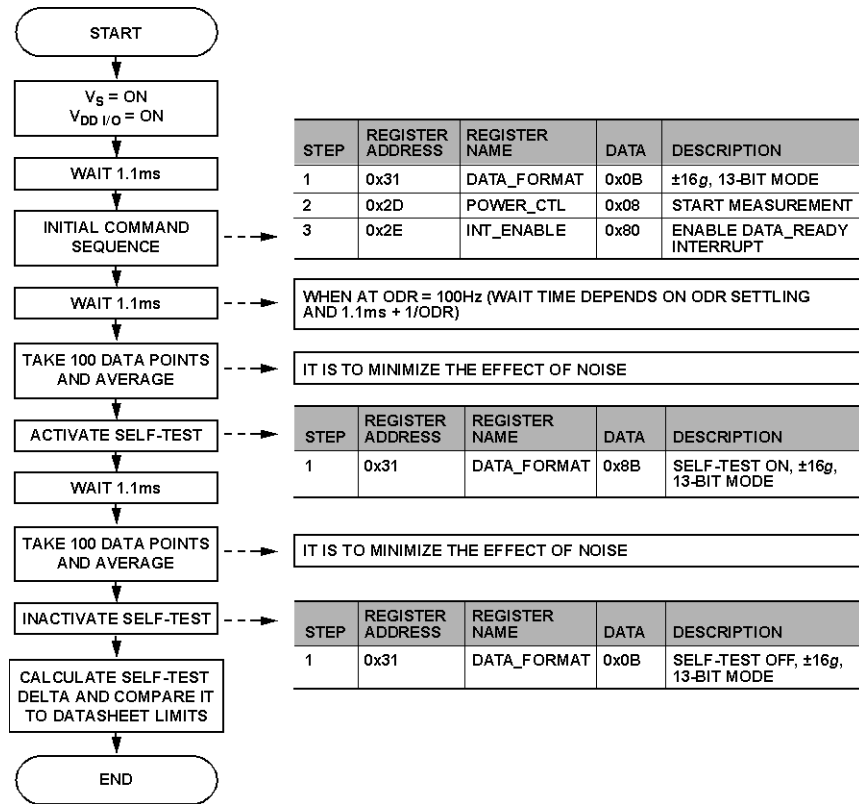 START
VS = ON
VDD I/O = ON
WAIT 1.1ms
INITIAL COMMAND
SEQUENCE
STEP REGISTER ADDRESS REGISTER NAME DATA DESCRIPTION
1 0x31 DATA_FORMAT 0x0B ±16g, 13-BIT MODE
2 0x2D POWER_CTL 0x08 START MEASUREMENT
3 0x2E INT_ENABLE 0x80 ENABLE DATA_READY
INTERRUPT
WAIT 1.1ms
WHEN AT ODR = 100Hz (WAIT TIME DEPENDS ON ODR SETTLING
AND 1.1ms + 1/ODR)
TAKE 100 DATA POINTS
AND AVERAGE
IT IS TO MINIMIZE THE EFFECT OF NOISE
ACTIVATE SELF-TEST
STEP REGISTER ADDRESS REGISTER NAME DATA DESCRIPTION
1 0x31 DATA_FORMAT 0x8B SELF-TEST ON, ±16g,
13-BIT MODE
WAIT 1.1ms
TAKE 100 DATA POINTS
AND AVERAGE
IT IS TO MINIMIZE THE EFFECT OF NOISE
INACTIVATE SELF-TEST
STEP REGISTER ADDRESS REGISTER NAME DATA DESCRIPTION
1 0x31 DATA_FORMAT 0x0B SELF-TEST OFF, ±16g,
13-BIT MODE
CALCULATE SELF-TEST
DELTA AND COMPARE IT
TO DATASHEET LIMITS
END